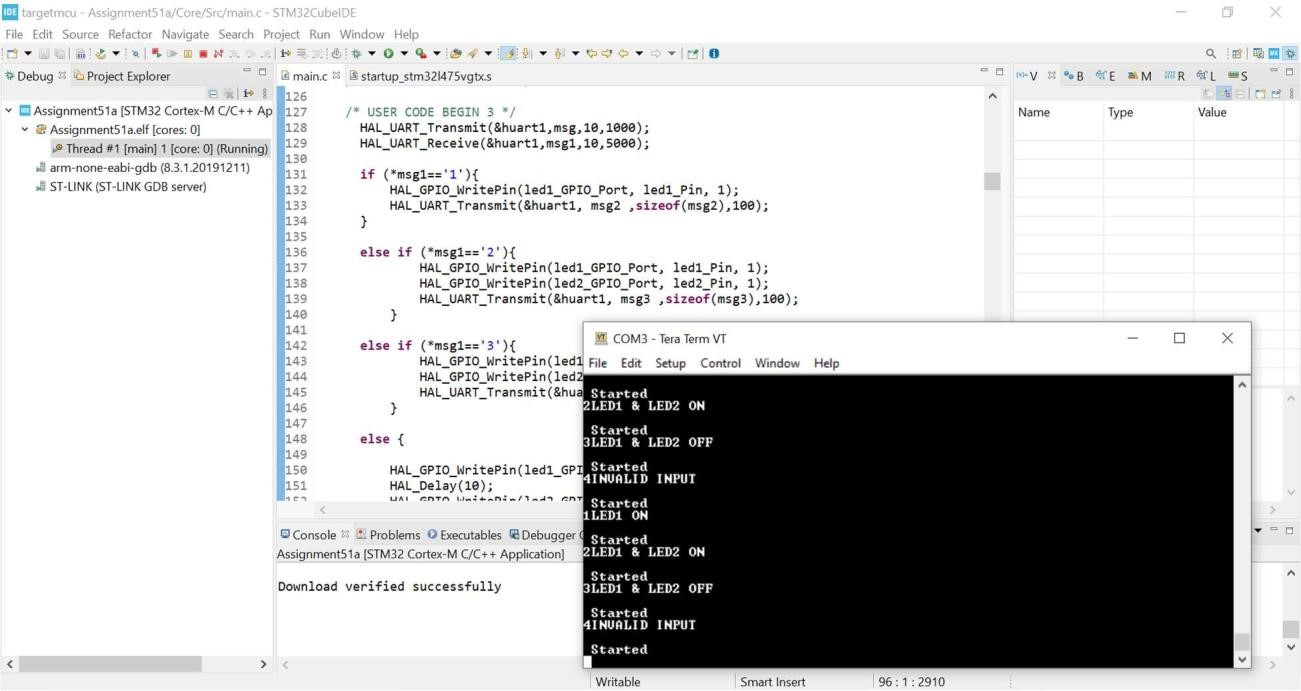 IDE targetmcu - Assignment51a/Core/Src/main.c - STM32CubeIDE
File Edit Source Refactor Navigate Search Project Run Window Help
Debug Project Explorer
Assignment51a [STM32 Cortex-M C/C++ Ap
Assignment51a.elf [cores: 0]
Thread #1 [main] 1 [core: 0] (Running)
arm-none-eabi-gdb (8.3.1.20191211)
ST-LINK (ST-LINK GDB server)
main.c startup_stm32l475vgtx.s
126
127 /* USER CODE BEGIN 3 */
128 HAL_UART_Transmit(&huart1,msg,10,1000);
129 HAL_UART_Receive(&huart1,msg1,10,5000);
130
131 if (*msg1=='1'){
132 HAL_GPIO_WritePin(led1_GPIO_Port, led1_Pin, 1);
133 HAL_UART_Transmit(&huart1, msg2 ,sizeof(msg2),100);
134 }
135
136 else if (*msg1=='2'){
137 HAL_GPIO_WritePin(led1_GPIO_Port, led1_Pin, 1);
138 HAL_GPIO_WritePin(led2_GPIO_Port, led2_Pin, 1);
139 HAL_UART_Transmit(&huart1, msg3 ,sizeof(msg3),100);
140 }
141
142 else if (*msg1=='3'){
143 HAL_GPIO_WritePin(led1
144 HAL_GPIO_WritePin(led2
145 HAL_UART_Transmit(&hua
146 }
147
148 else {
149
150 HAL_GPIO_WritePin(led1_GPI
151 HAL_Delay(10);
V B E M R L S
Name Type Value
COM3 - Tera Term VT
File Edit Setup Control Window Help
Started
2LED1 & LED2 ON
Started
3LED1 & LED2 OFF
Started
4INVALID INPUT
Started
1LED1 ON
Started
2LED1 & LED2 ON
Started
3LED1 & LED2 OFF
Started
4INVALID INPUT
Started
Console Problems Executables Debugger
Assignment51a [STM32 Cortex-M C/C++ Application]
Download verified successfully
Writable Smart Insert 96 : 1 : 2910